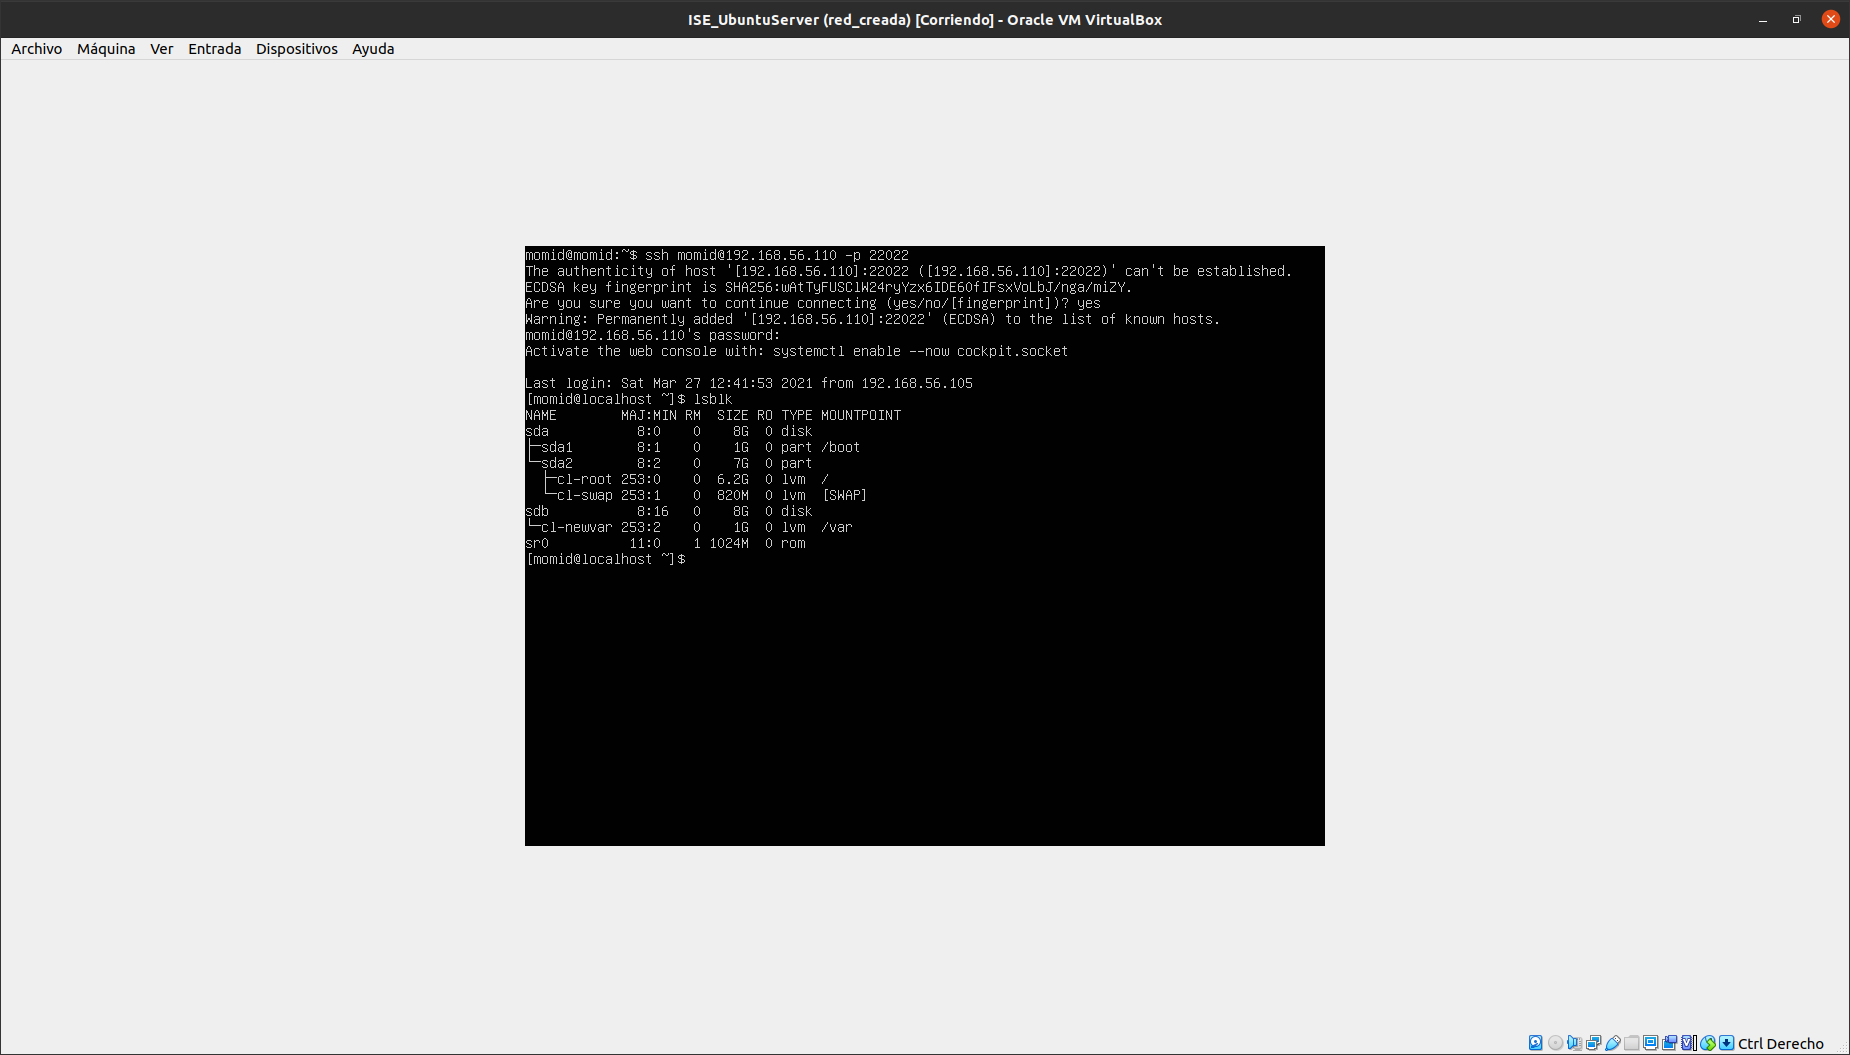 ISE_UbuntuServer (red_creada) [Corriendo] - Oracle VM VirtualBox
Archivo Máquina Ver Entrada Dispositivos Ayuda
momid@momid:~$ ssh momid@192.168.56.110 -p 22022
The authenticity of host '[192.168.56.110]:22022 ([192.168.56.110]:22022)' can't be established.
ECDSA key fingerprint is SHA256:wAtTyFUSClW24ryYzx6IDE60fIFsxVoLbJ/nga/miZY.
Are you sure you want to continue connecting (yes/no/[fingerprint])? yes
Warning: Permanently added '[192.168.56.110]:22022' (ECDSA) to the list of known hosts.
momid@192.168.56.110's password:
Activate the web console with: systemctl enable --now cockpit.socket
Last login: Sat Mar 27 12:41:53 2021 from 192.168.56.105
[momid@localhost ~]$ lsblk
NAME        MAJ:MIN RM  SIZE RO TYPE MOUNTPOINT
sda           8:0    0    8G  0 disk
├─sda1        8:1    0    1G  0 part /boot
└─sda2        8:2    0    7G  0 part
  ├─cl-root 253:0    0  6.2G  0 lvm  /
  └─cl-swap 253:1    0  820M  0 lvm  [SWAP]
sdb           8:16   0    8G  0 disk
└─cl-newvar 253:2    0    1G  0 lvm  /var
sr0          11:0    1 1024M  0 rom
[momid@localhost ~]$
Ctrl Derecho